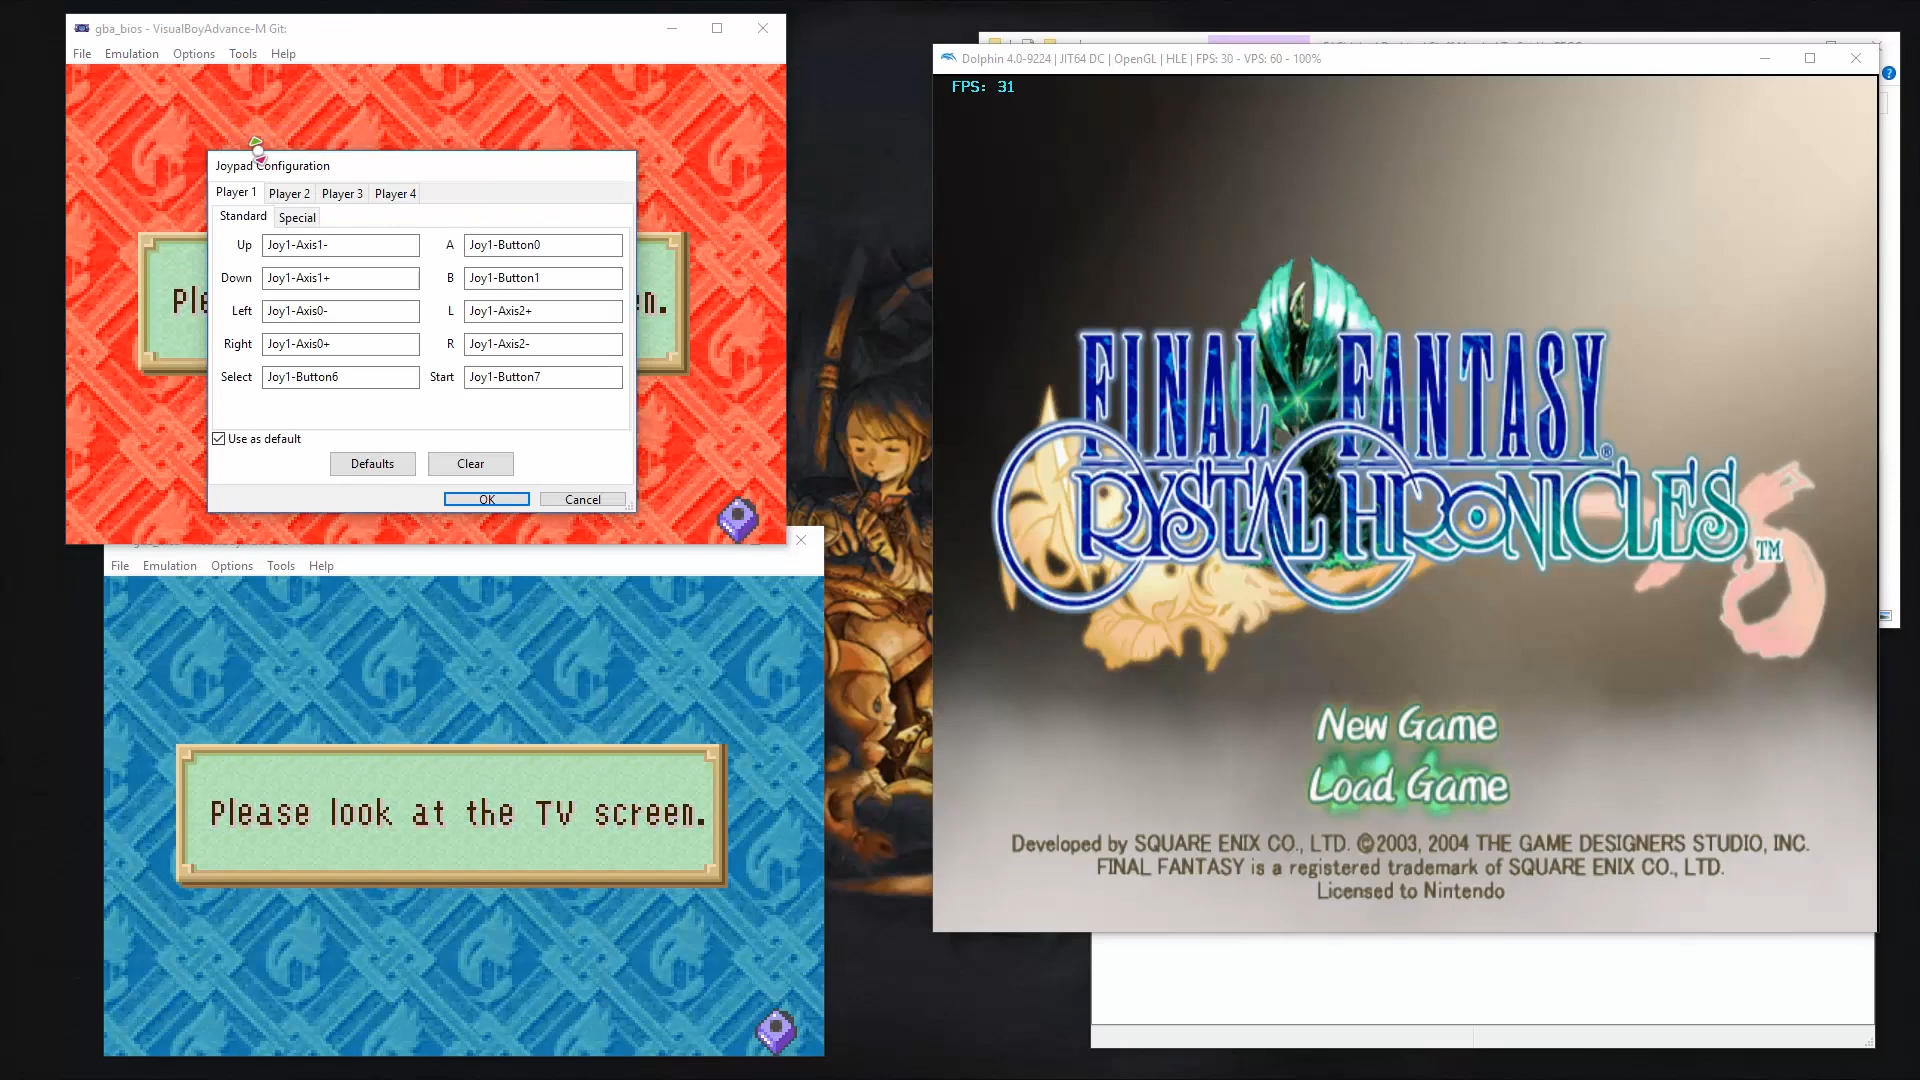 gba_bios - VisualBoyAdvance-M Git:
File Emulation Options Tools Help
Joypad Configuration
Player 1 Player 2 Player 3 Player 4
Standard Special
Up Joy1-Axis1- A Joy1-Button0
Down Joy1-Axis1+ B Joy1-Button1
Left Joy1-Axis0- L Joy1-Axis2+
Right Joy1-Axis0+ R Joy1-Axis2-
Select Joy1-Button6 Start Joy1-Button7
Use as default
Defaults Clear
OK Cancel
File Emulation Options Tools Help
Please look at the TV screen.
Dolphin 4.0-9224 | JIT64 DC | OpenGL | HLE | FPS: 30 - VPS: 60 - 100%
FPS: 31
FINAL FANTASY®
CRYSTAL CHRONICLES™
New Game
Load Game
Developed by SQUARE ENIX CO., LTD. ©2003, 2004 THE GAME DESIGNERS STUDIO, INC.
FINAL FANTASY is a registered trademark of SQUARE ENIX CO., LTD.
Licensed to Nintendo